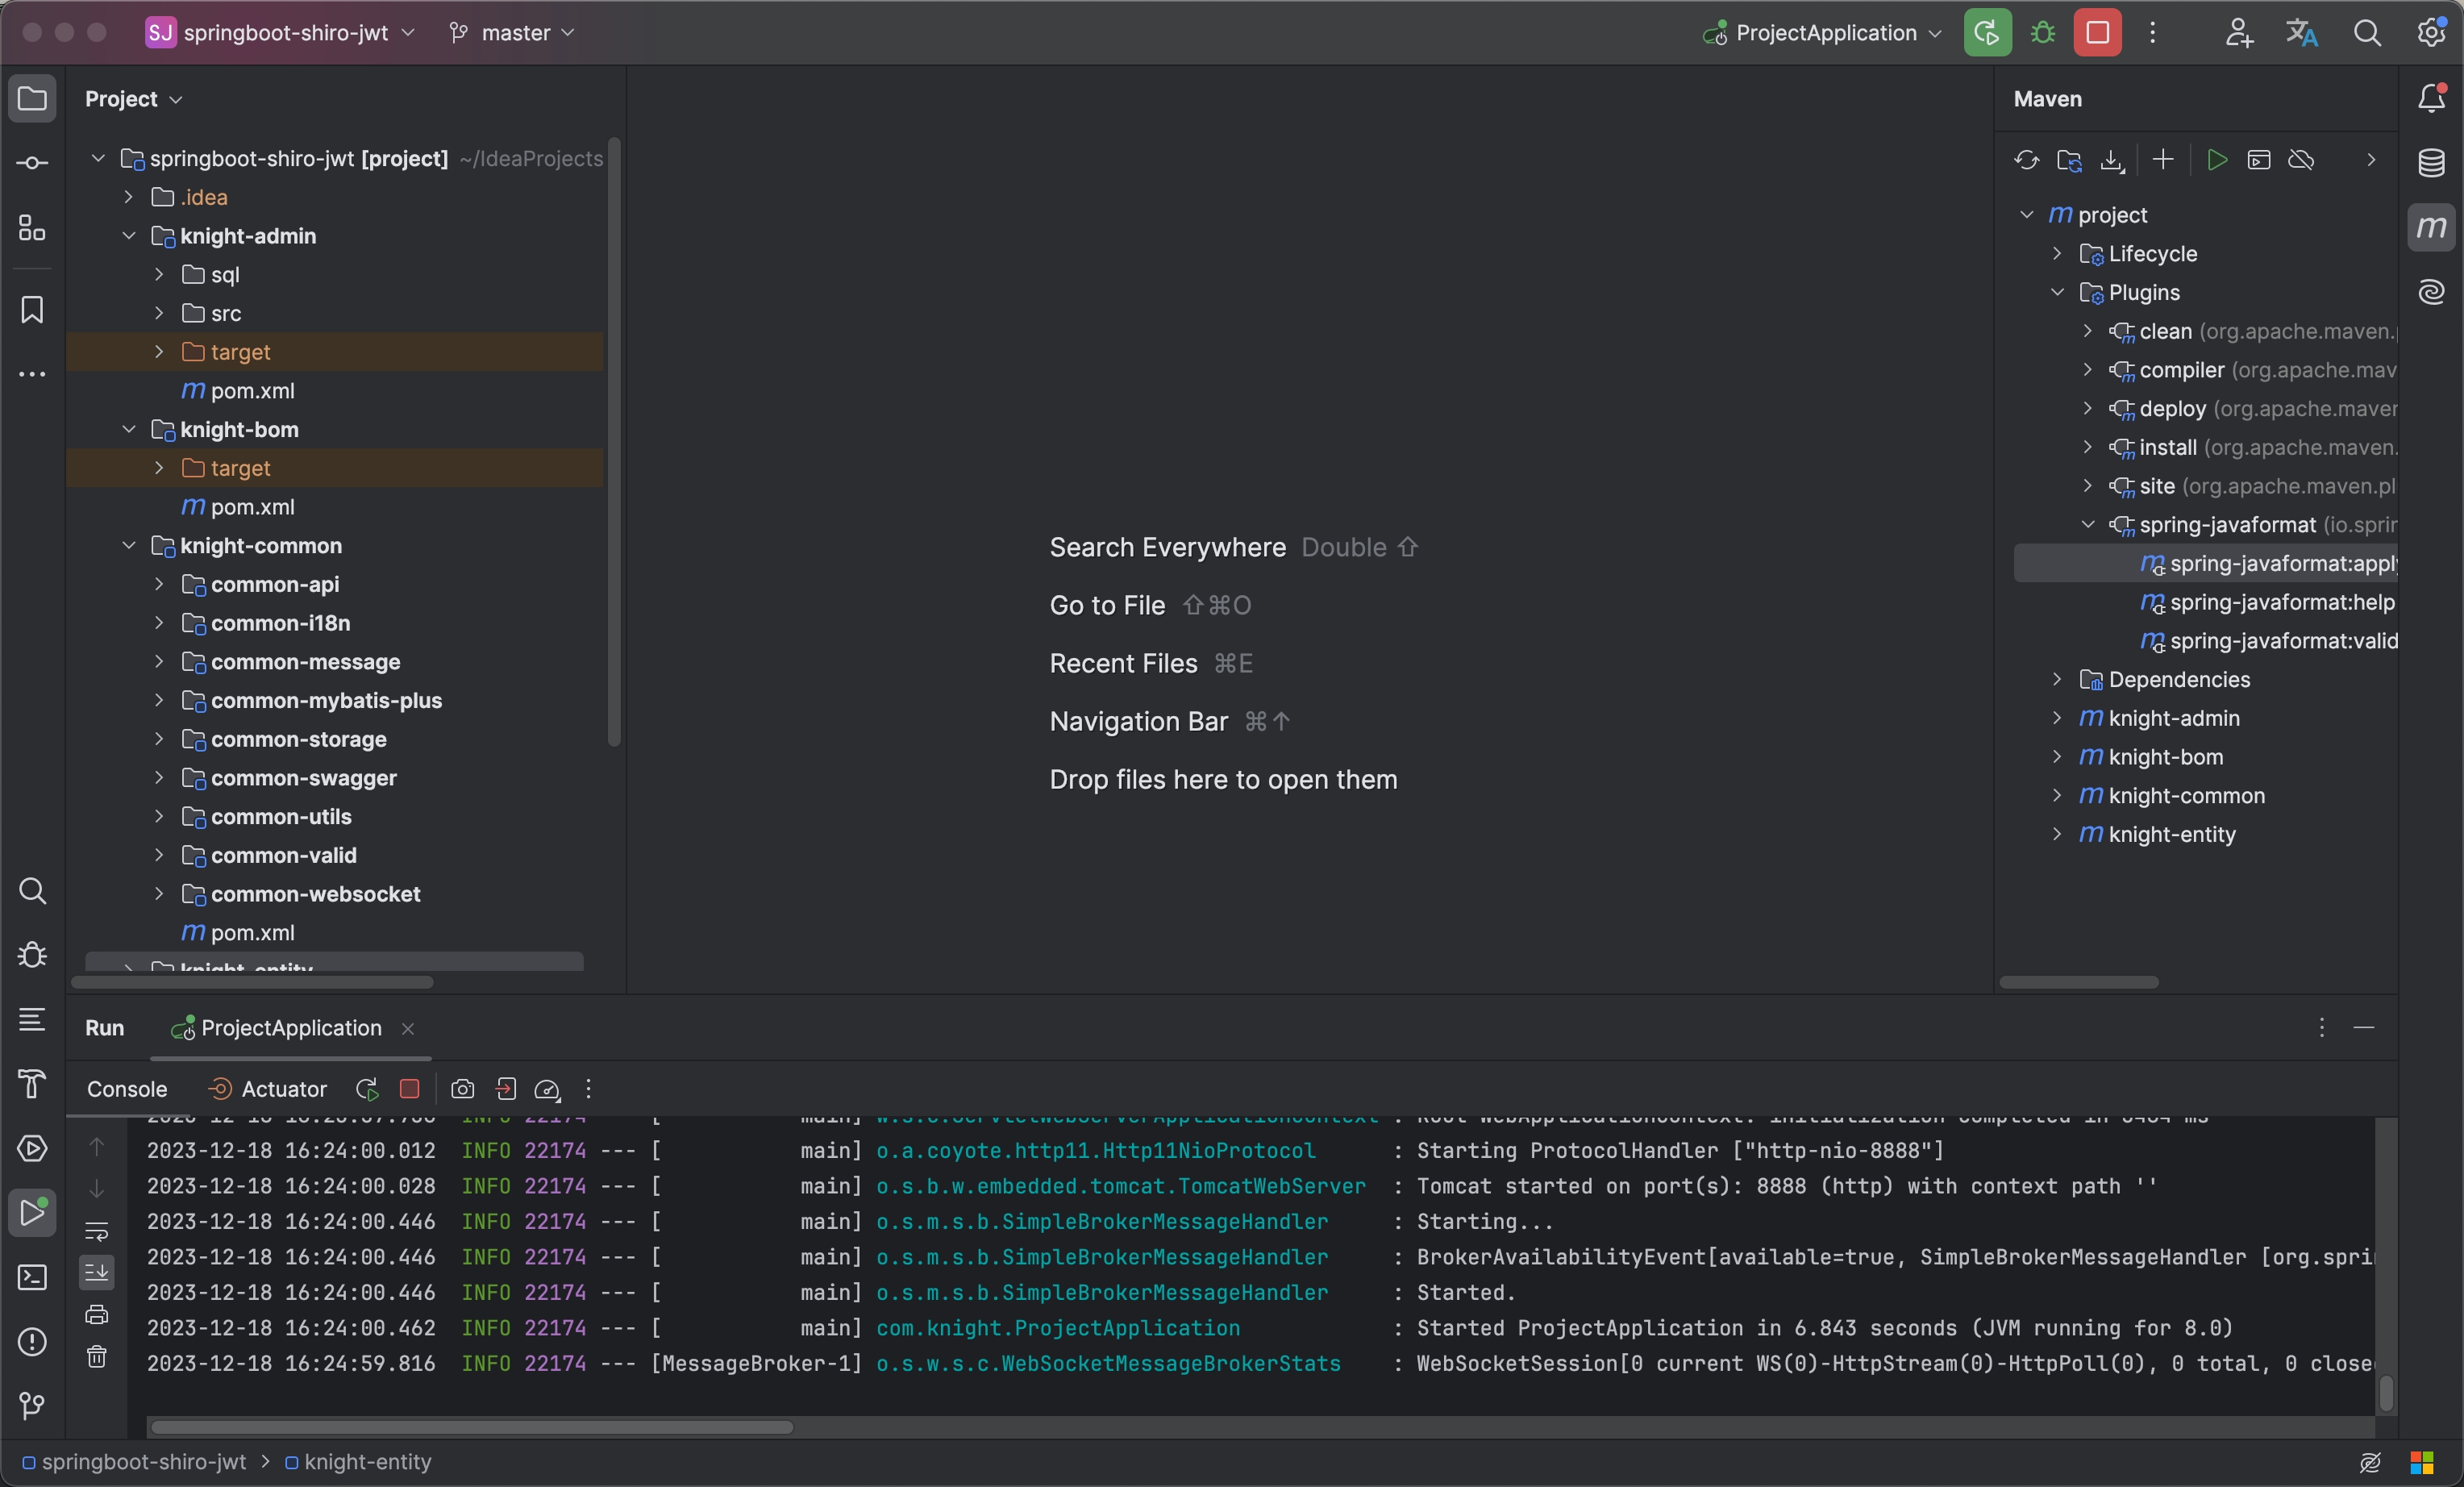 SJ springboot-shiro-jwt master ProjectApplication
Project
springboot-shiro-jwt [project] ~/IdeaProjects
.idea
knight-admin
sql
src
target
pom.xml
knight-bom
target
pom.xml
knight-common
common-api
common-i18n
common-message
common-mybatis-plus
common-storage
common-swagger
common-utils
common-valid
common-websocket
pom.xml
knight-entity
Search Everywhere Double ⇧
Go to File ⇧⌘O
Recent Files ⌘E
Navigation Bar ⌘↑
Drop files here to open them
Maven
project
Lifecycle
Plugins
clean (org.apache.maven.
compiler (org.apache.mav
deploy (org.apache.maver
install (org.apache.maven.
site (org.apache.maven.pl
spring-javaformat (io.sprin
spring-javaformat:apply
spring-javaformat:help
spring-javaformat:valid
Dependencies
knight-admin
knight-bom
knight-common
knight-entity
Run ProjectApplication
Console Actuator
INFO 22174 --- [ main] w.s.c.ServletWebServerApplicationContext : Root WebApplicationContext: initialization completed in
2023-12-18 16:24:00.012 INFO 22174 --- [ main] o.a.coyote.http11.Http11NioProtocol : Starting ProtocolHandler ["http-nio-8888"]
2023-12-18 16:24:00.028 INFO 22174 --- [ main] o.s.b.w.embedded.tomcat.TomcatWebServer : Tomcat started on port(s): 8888 (http) with context path ''
2023-12-18 16:24:00.446 INFO 22174 --- [ main] o.s.m.s.b.SimpleBrokerMessageHandler : Starting...
2023-12-18 16:24:00.446 INFO 22174 --- [ main] o.s.m.s.b.SimpleBrokerMessageHandler : BrokerAvailabilityEvent[available=true, SimpleBrokerMessageHandler [org.spri
2023-12-18 16:24:00.446 INFO 22174 --- [ main] o.s.m.s.b.SimpleBrokerMessageHandler : Started.
2023-12-18 16:24:00.462 INFO 22174 --- [ main] com.knight.ProjectApplication : Started ProjectApplication in 6.843 seconds (JVM running for 8.0)
2023-12-18 16:24:59.816 INFO 22174 --- [MessageBroker-1] o.s.w.s.c.WebSocketMessageBrokerStats : WebSocketSession[0 current WS(0)-HttpStream(0)-HttpPoll(0), 0 total, 0 close
springboot-shiro-jwt > knight-entity